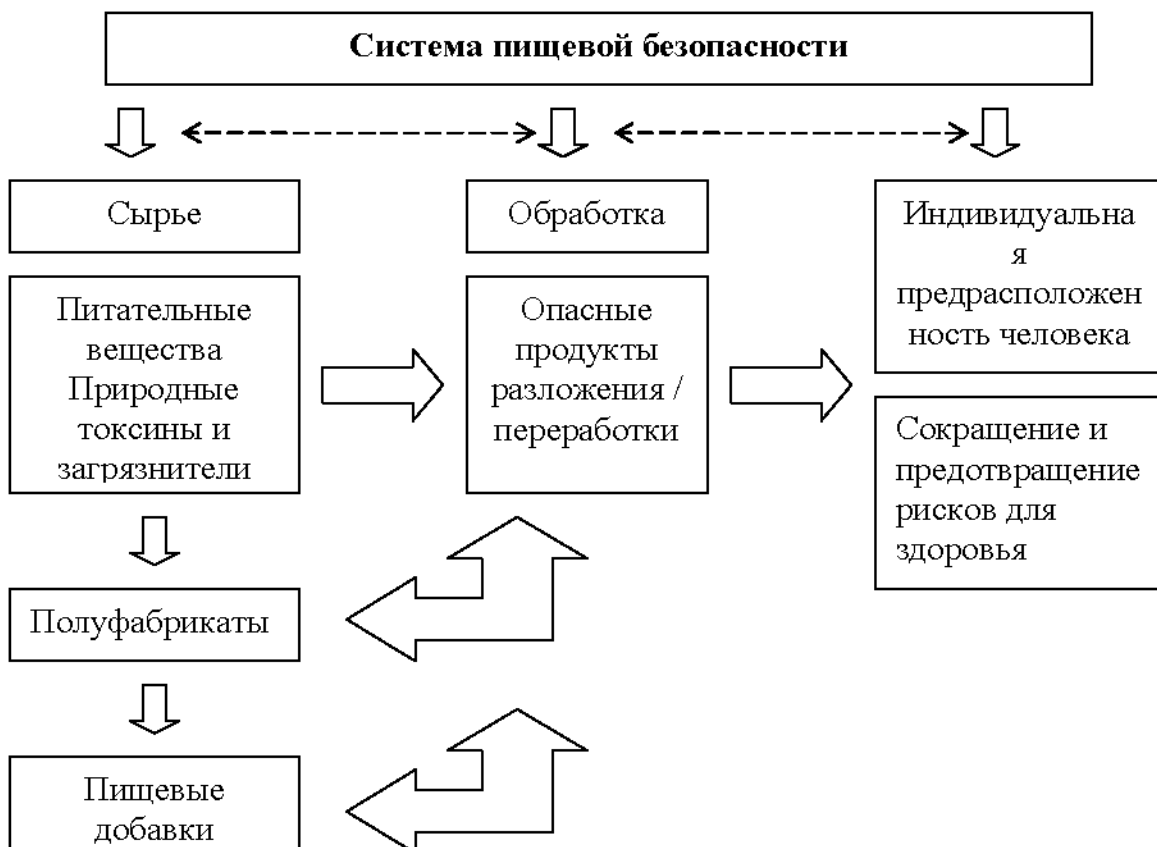 Система пищевой безопасности
Сырье
Обработка
Индивидуальна
я
предрасположен
ность человека
Питательные
вещества
Природные
токсины и
загрязнители
Опасные
продукты
разложения /
переработки
Сокращение и
предотвращение
рисков для
здоровья
Полуфабрикаты
Пищевые
добавки